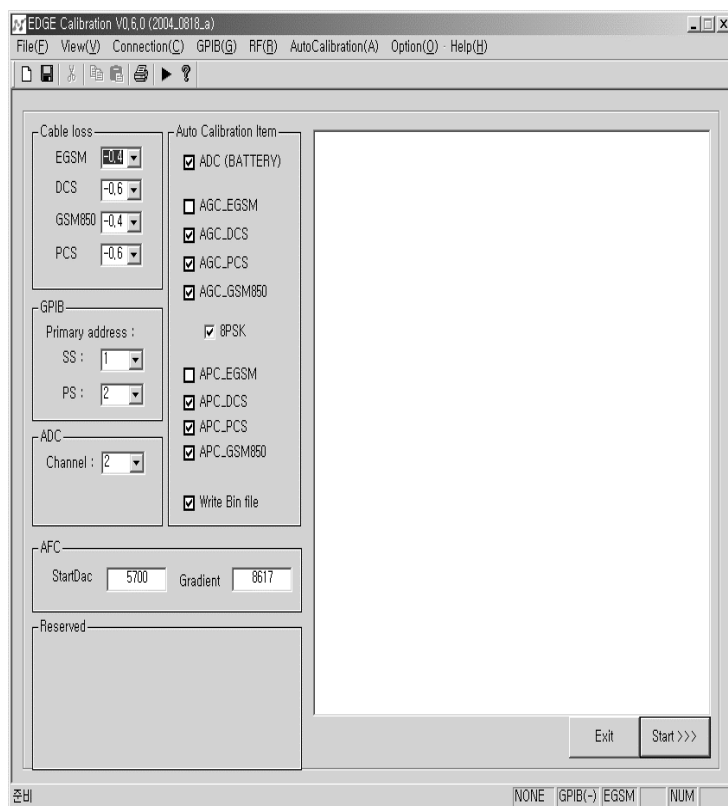 EDGE Calibration V0,6,0 (2004_0818_a)
File(F) View(V) Connection(C) GPIB(G) RF(R) AutoCalibration(A) Option(O) - Help(H)
Cable loss
EGSM -0,4
DCS -0,6
GSM850 -0,4
PCS -0,6
GPIB
Primary address :
SS : 1
PS : 2
ADC
Channel : 2
Auto Calibration Item
ADC (BATTERY)
AGC_EGSM
AGC_DCS
AGC_PCS
AGC_GSM850
8PSK
APC_EGSM
APC_DCS
APC_PCS
APC_GSM850
Write Bin file
AFC
StartDac 5700 Gradient 8617
Reserved
Exit Start >>>
준비 NONE GPIB(-) EGSM NUM